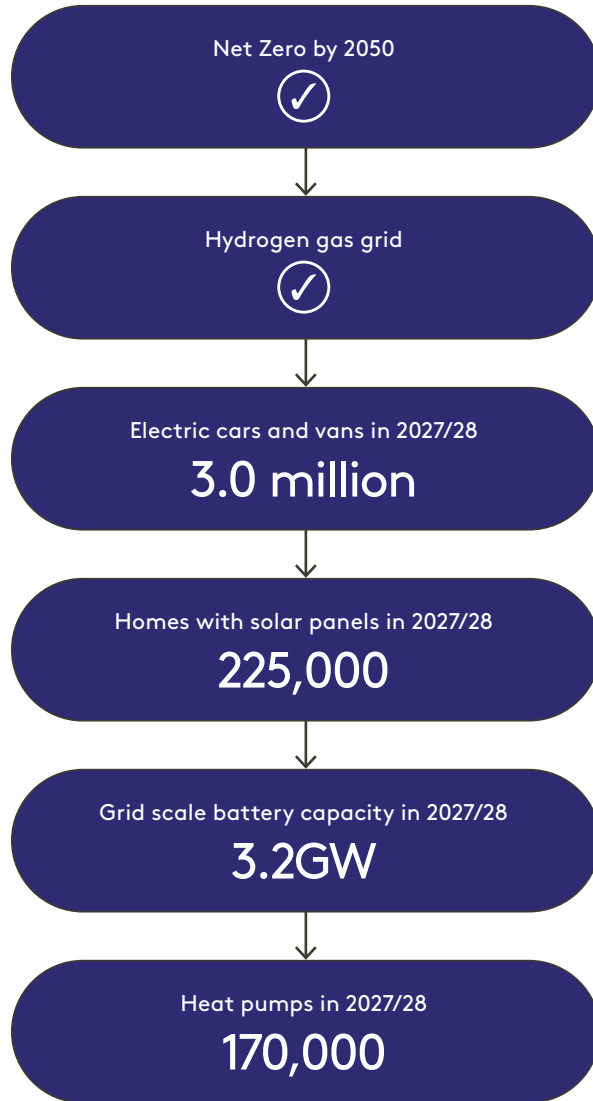 Net Zero by 2050
✓
Hydrogen gas grid
✓
Electric cars and vans in 2027/28
3.0 million
Homes with solar panels in 2027/28
225,000
Grid scale battery capacity in 2027/28
3.2GW
Heat pumps in 2027/28
170,000